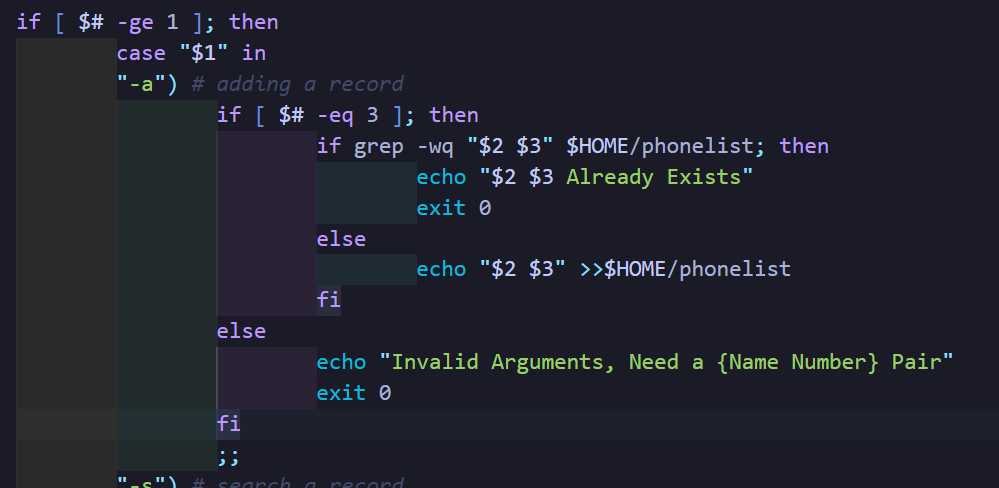 if [ $# -ge 1 ]; then
case "$1" in
"-a") # adding a record
if [ $# -eq 3 ]; then
if grep -wq "$2 $3" $HOME/phonelist; then
echo "$2 $3 Already Exists"
exit 0
else
echo "$2 $3" >>$HOME/phonelist
fi
else
echo "Invalid Arguments, Need a {Name Number} Pair"
exit 0
fi
;;
"-s") # search a record